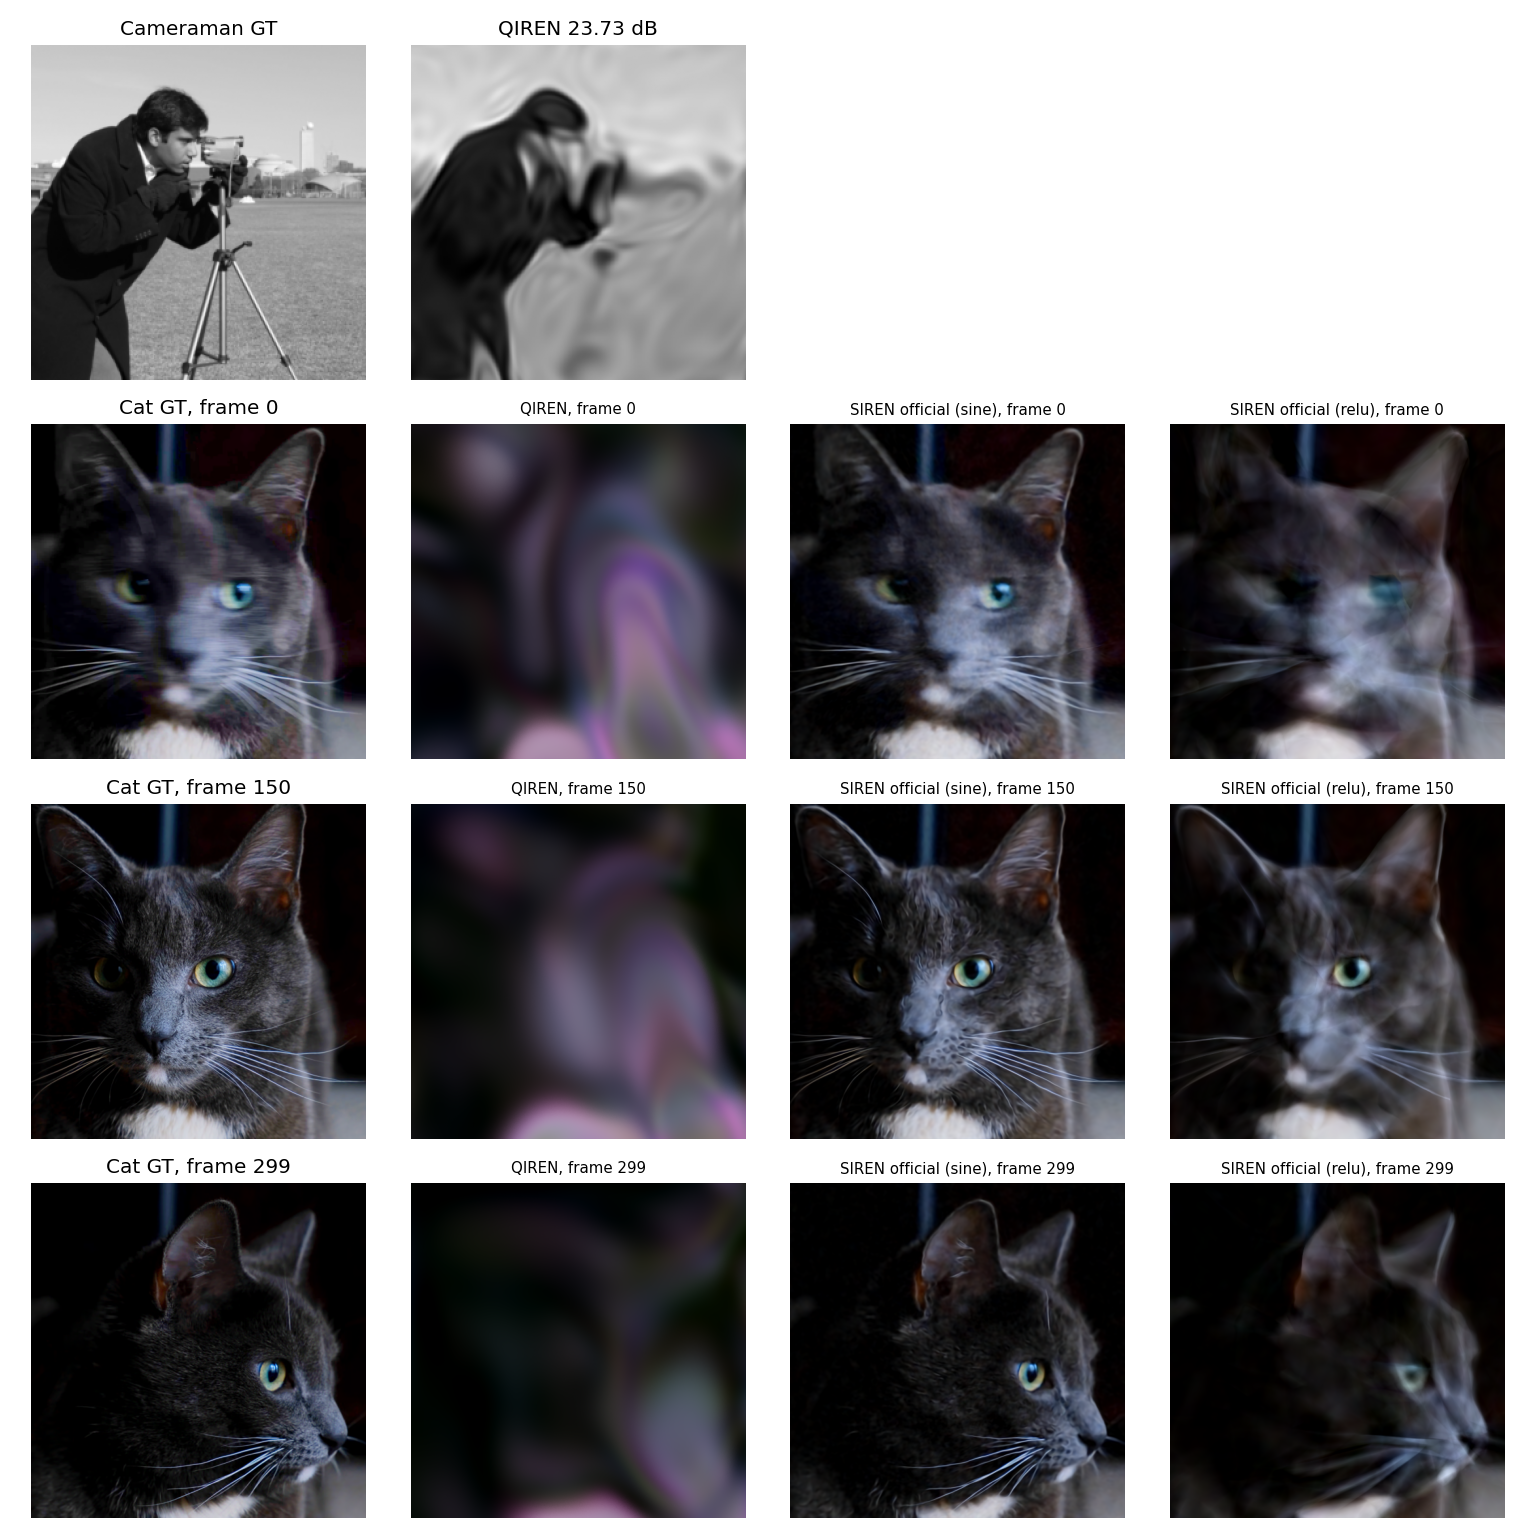 Cameraman GT
QIREN 23.73 dB
Cat GT, frame 0
QIREN, frame 0
SIREN official (sine), frame 0
SIREN official (relu), frame 0
Cat GT, frame 150
QIREN, frame 150
SIREN official (sine), frame 150
SIREN official (relu), frame 150
Cat GT, frame 299
QIREN, frame 299
SIREN official (sine), frame 299
SIREN official (relu), frame 299